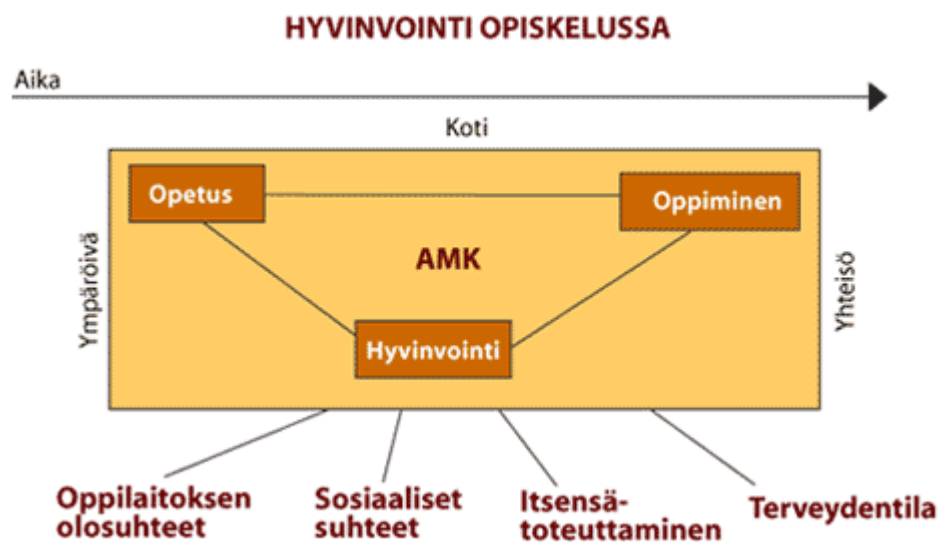 HYVINVOINTI OPISKELUSSA
Aika
Koti
Opetus
Oppiminen
Ympäröivä
AMK
Yhteisö
Hyvinvointi
Oppilaitoksen
olosuhteet
Sosiaaliset
suhteet
Itsensä-
toteuttaminen
Terveydentila